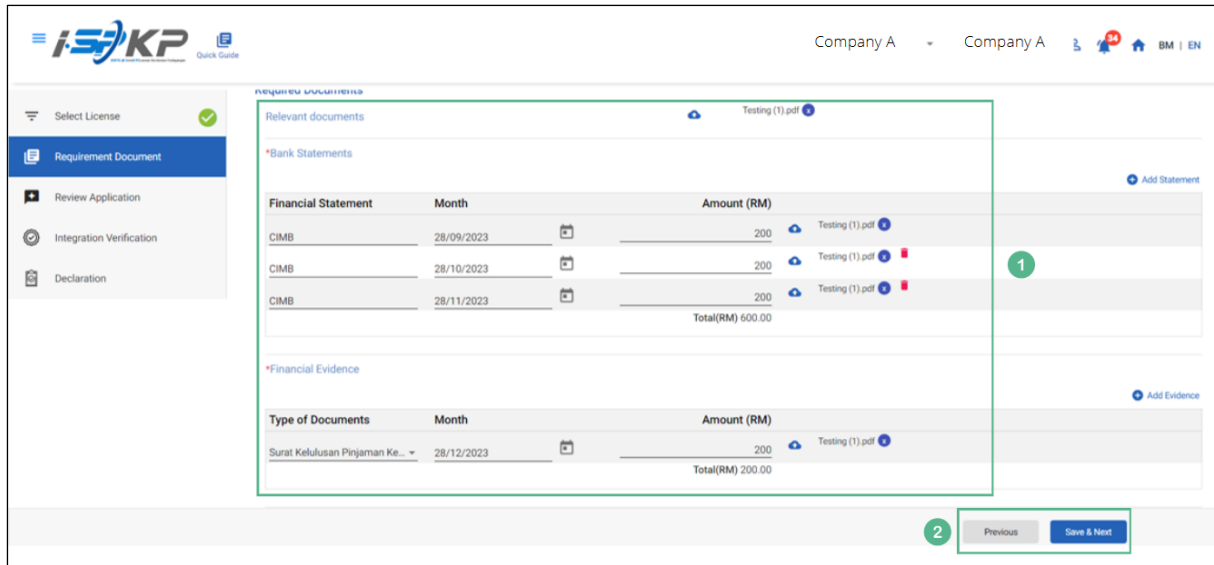 i-SPKP
Quick Guide
Company A
Company A
34
BM | EN
Select License
Requirement Document
Review Application
Integration Verification
Declaration
Required Documents
Relevant documents
Testing (1).pdf x
*Bank Statements
Add Statement
Financial Statement Month Amount (RM)
CIMB 28/09/2023 200 Testing (1).pdf x
CIMB 28/10/2023 200 Testing (1).pdf x
CIMB 28/11/2023 200 Testing (1).pdf x
Total(RM) 600.00
1
*Financial Evidence
Add Evidence
Type of Documents Month Amount (RM)
Surat Kelulusan Pinjaman Ke... 28/12/2023 200 Testing (1).pdf x
Total(RM) 200.00
2
Previous
Save & Next